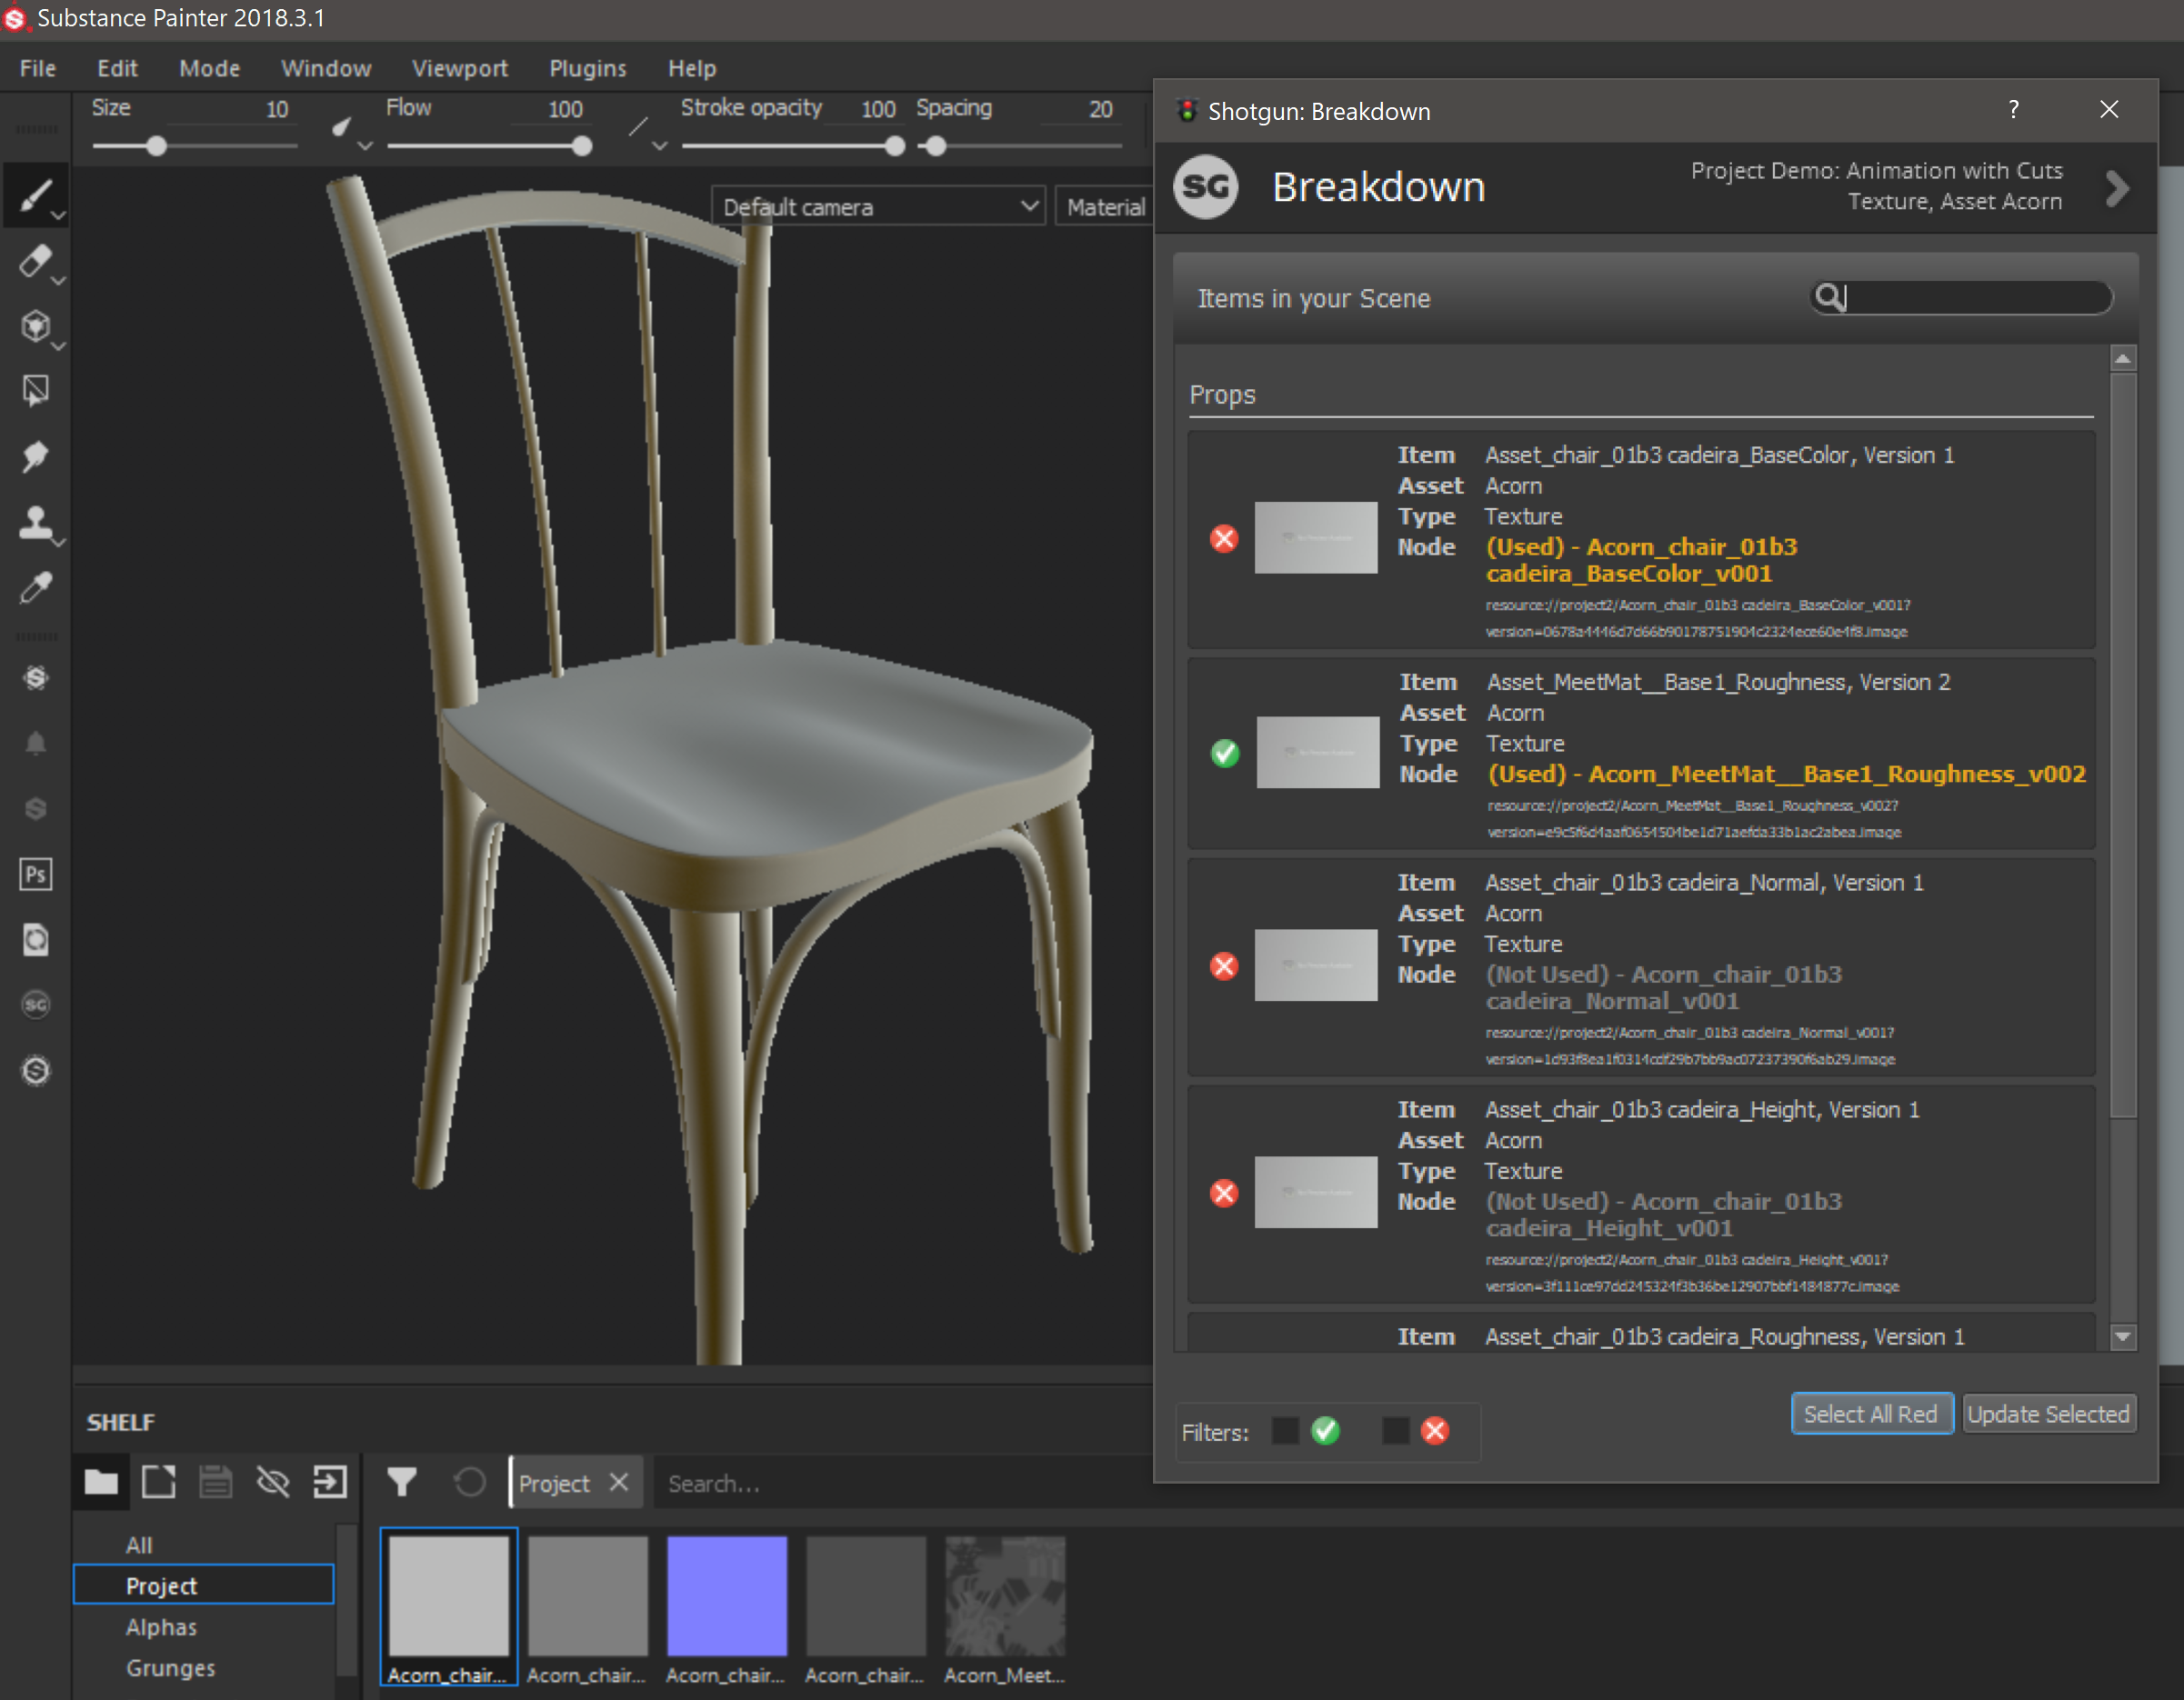 Substance Painter 2018.3.1
File Edit Mode Window Viewport Plugins Help
Size 10 Flow 100 Stroke opacity 100 Spacing 20
Default camera Material
Ps
SG
Shotgun: Breakdown ?
SG Breakdown
Project Demo: Animation with Cuts
Texture, Asset Acorn
Items in your Scene
Props
Item Asset_chair_01b3 cadeira_BaseColor, Version 1
Asset Acorn
Type Texture
Node (Used) - Acorn_chair_01b3
cadeira_BaseColor_v001
resource://project2/Acorn_chair_01b3 cadeira_BaseColor_v001?
version=0678a4446d7d66b90178751904c2324ece60e4f8.image
Item Asset_MeetMat__Base1_Roughness, Version 2
Asset Acorn
Type Texture
Node (Used) - Acorn_MeetMat__Base1_Roughness_v002
resource://project2/Acorn_MeetMat__Base1_Roughness_v002?
version=e9c5f6d4aaf0654504be1d71aefda33b1ac2abea.image
Item Asset_chair_01b3 cadeira_Normal, Version 1
Asset Acorn
Type Texture
Node (Not Used) - Acorn_chair_01b3
cadeira_Normal_v001
resource://project2/Acorn_chair_01b3 cadeira_Normal_v001?
version=1d93f8ea1f0314cdf29b7bb9ac07237390f6ab29.image
Item Asset_chair_01b3 cadeira_Height, Version 1
Asset Acorn
Type Texture
Node (Not Used) - Acorn_chair_01b3
cadeira_Height_v001
resource://project2/Acorn_chair_01b3 cadeira_Height_v001?
version=3f111ce97dd245324f3b36be12907bbf1484877c.image
Item Asset_chair_01b3 cadeira_Roughness, Version 1
Filters:
Select All Red Update Selected
SHELF
Project Search...
All
Project
Alphas
Grunges
Acorn_chair... Acorn_chair... Acorn_chair... Acorn_chair... Acorn_Meet...